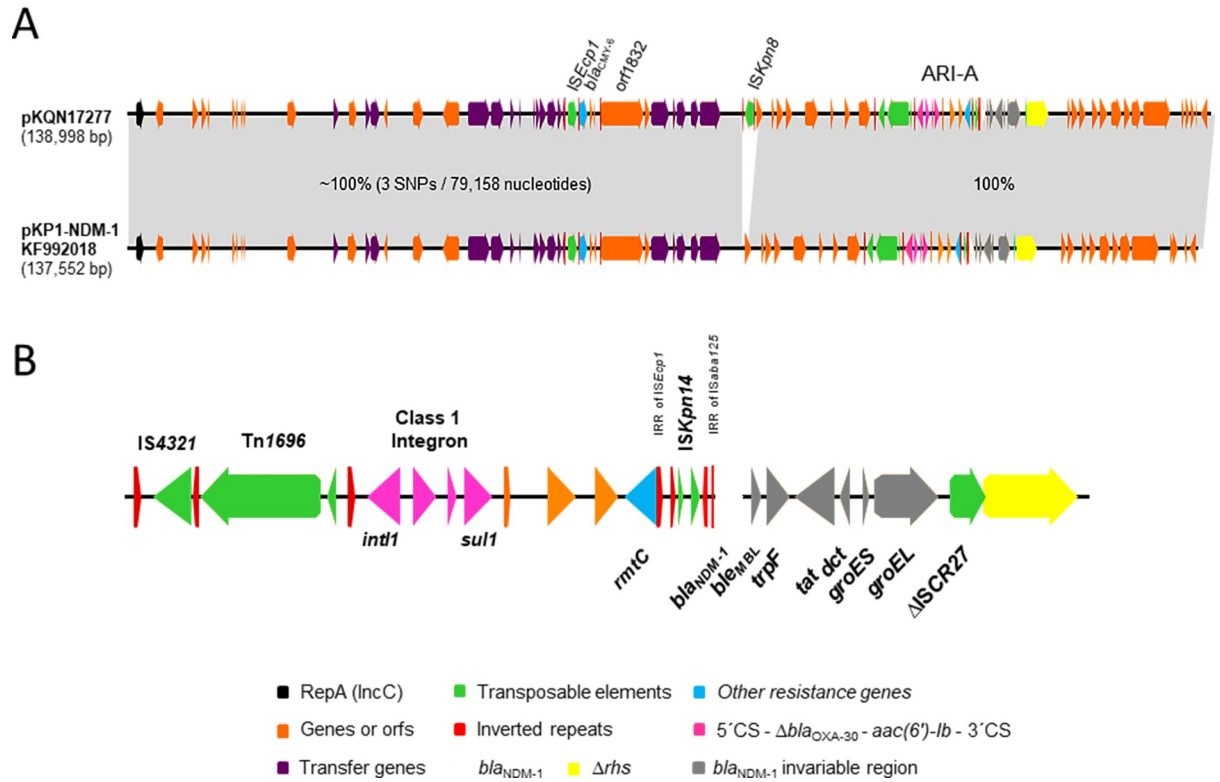 A
ISEcp1
blaCMY-6
orf1832
ISKpn8
ARI-A
pKQN17277
(138,998 bp)
~100% (3 SNPs / 79,158 nucleotides)
100%
pKP1-NDM-1
KF992018
(137,552 bp)
B
IS4321
Tn1696
Class 1
Integron
IRR of ISEcp1
ISKpn14
IRR of ISaba125
intI1
sul1
rmtC
blaNDM-1
bleMBL
trpF
tat
dct
groES
groEL
∆ISCR27
RepA (IncC)
Transposable elements
Other resistance genes
Genes or orfs
Inverted repeats
5´CS - ΔblaOXA-30 - aac(6')-Ib - 3´CS
Transfer genes
blaNDM-1
Δrhs
blaNDM-1 invariable region